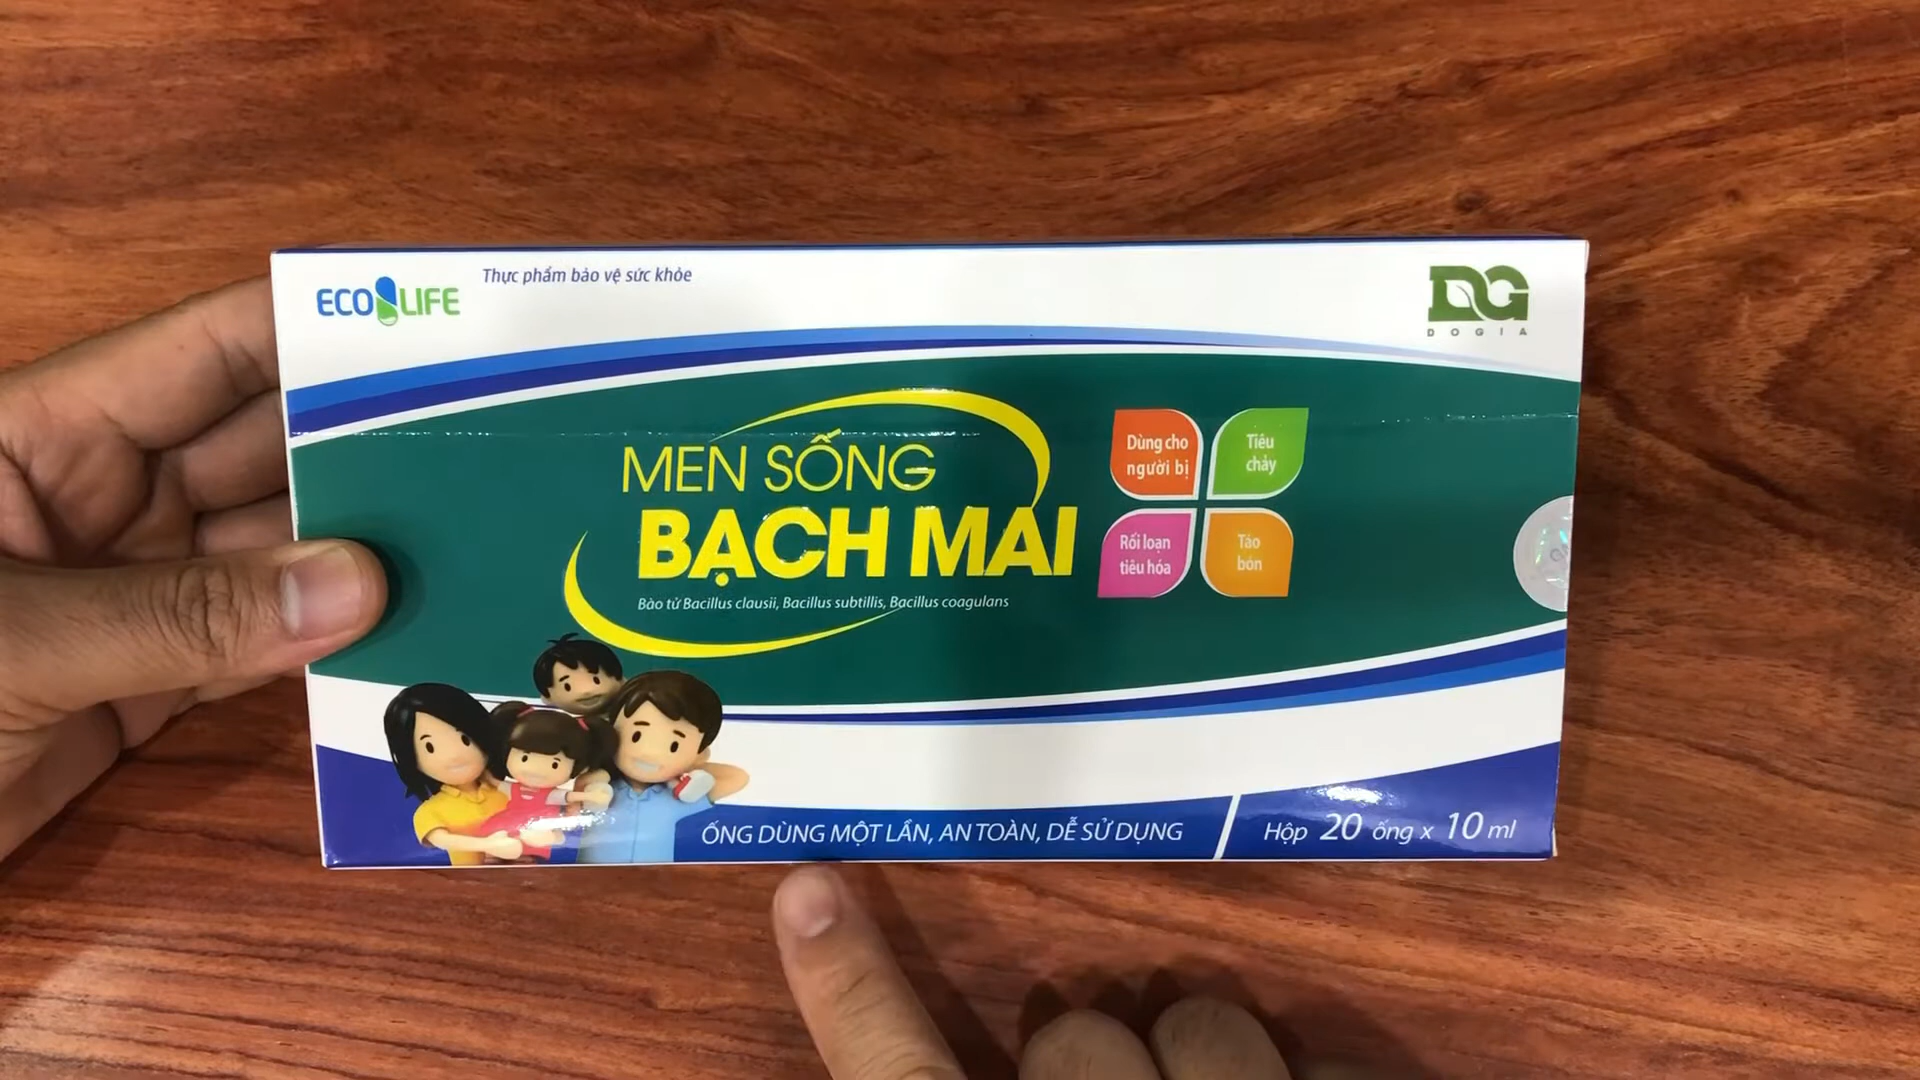 ECO LIFE
Thực phẩm bảo vệ sức khỏe
DG
DOGIA
MEN SỐNG
BẠCH MAI
Bào tử Bacillus clausii, Bacillus subtillis, Bacillus coagulans
Dùng cho
người bị
Tiêu
chảy
Rối loạn
tiêu hóa
Táo
bón
ỐNG DÙNG MỘT LẦN, AN TOÀN, DỄ SỬ DỤNG
Hộp 20 ống x 10 ml